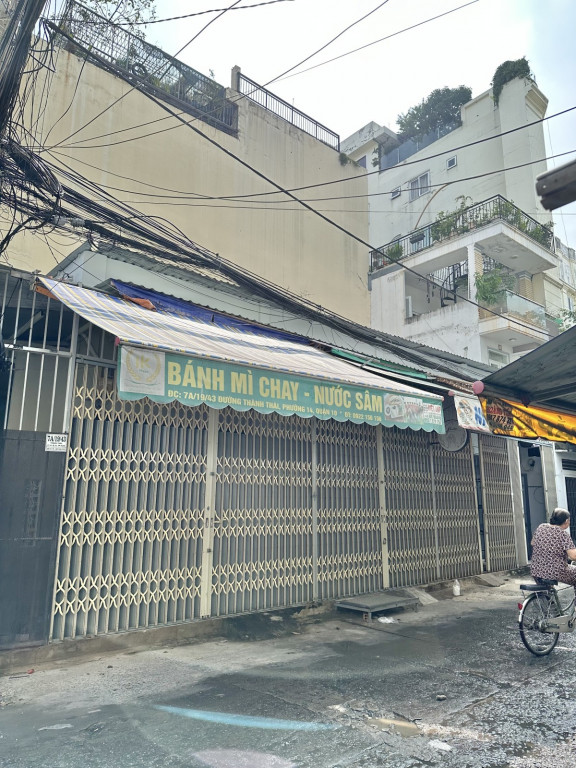 BÁNH MÌ CHAY - NƯỚC SÂM
ĐC: 7A/19/43 ĐƯỜNG THÀNH THÁI, PHƯỜNG 14, QUẬN 10 * ĐT:
7A/19/43